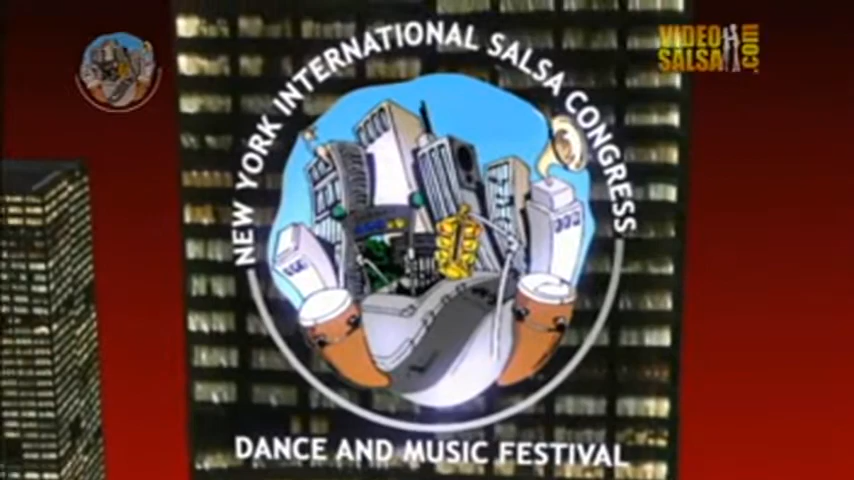 NEW YORK INTERNATIONAL SALSA CONGRESS
VIDEO
SALSA.com
DANCE AND MUSIC FESTIVAL